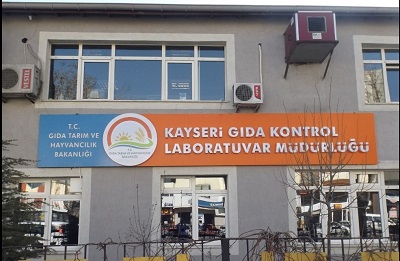 T.C.
GIDA TARIM VE
HAYVANCILIK
BAKANLIĞI
KAYSERİ GIDA KONTROL
LABORATUVAR MÜDÜRLÜĞÜ